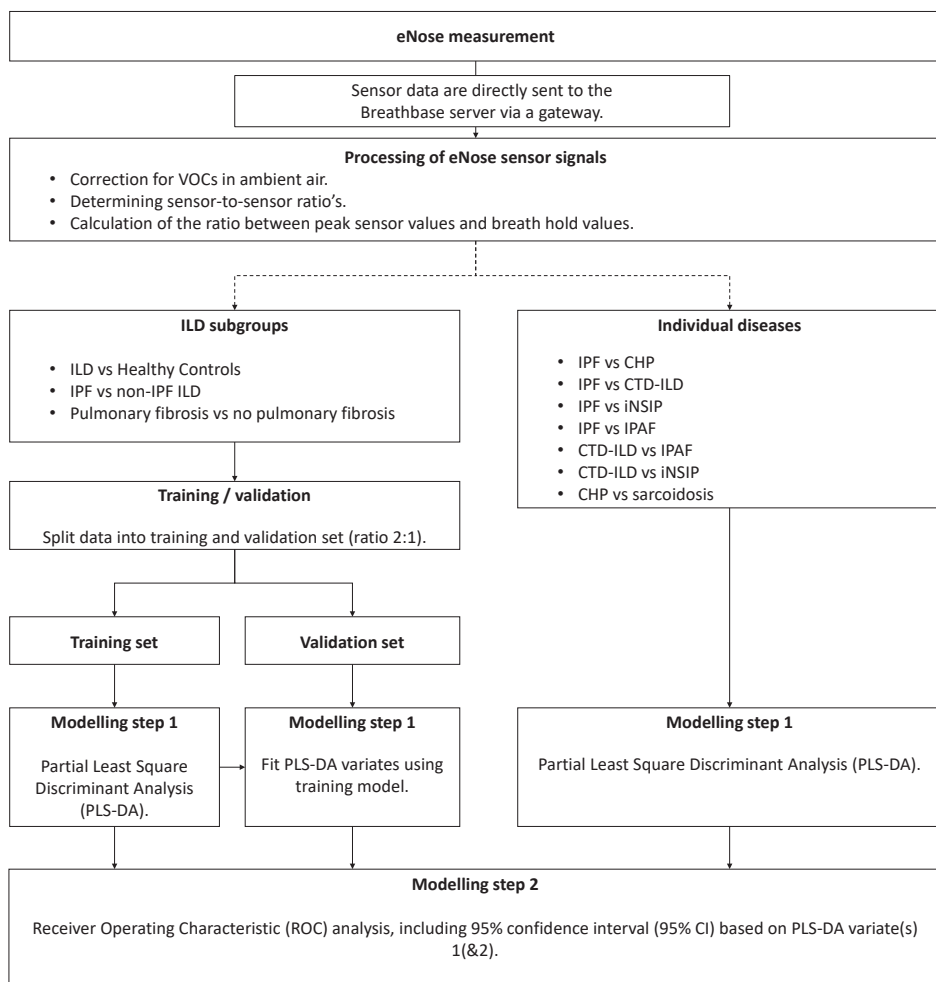 eNose measurement
Sensor data are directly sent to the
Breathbase server via a gateway.
Processing of eNose sensor signals
• Correction for VOCs in ambient air.
• Determining sensor-to-sensor ratio's.
• Calculation of the ratio between peak sensor values and breath hold values.
ILD subgroups
• ILD vs Healthy Controls
• IPF vs non-IPF ILD
• Pulmonary fibrosis vs no pulmonary fibrosis
Individual diseases
• IPF vs CHP
• IPF vs CTD-ILD
• IPF vs iNSIP
• IPF vs IPAF
• CTD-ILD vs IPAF
• CTD-ILD vs iNSIP
• CHP vs sarcoidosis
Training / validation
Split data into training and validation set (ratio 2:1).
Training set
Validation set
Modelling step 1
Partial Least Square
Discriminant Analysis
(PLS-DA).
Modelling step 1
Fit PLS-DA variates using
training model.
Modelling step 1
Partial Least Square Discriminant Analysis (PLS-DA).
Modelling step 2
Receiver Operating Characteristic (ROC) analysis, including 95% confidence interval (95% CI) based on PLS-DA variate(s)
1(&2).